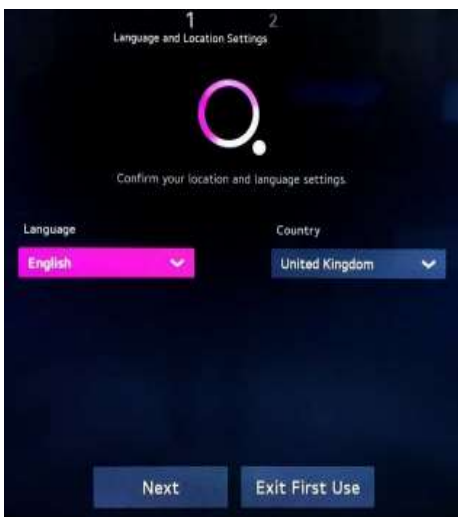 1
2
Language and Location Settings
Confirm your location and language settings.
Language
Country
English
United Kingdom
Next
Exit First Use